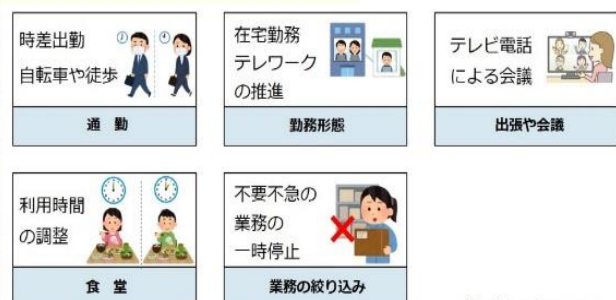 時差出勤
自転車や徒歩
通 勤
在宅勤務
テレワーク
の推進
勤務形態
テレビ電話
による会議
出張や会議
利用時間
の調整
食 堂
不要不急の
業務の
一時停止
業務の絞り込み